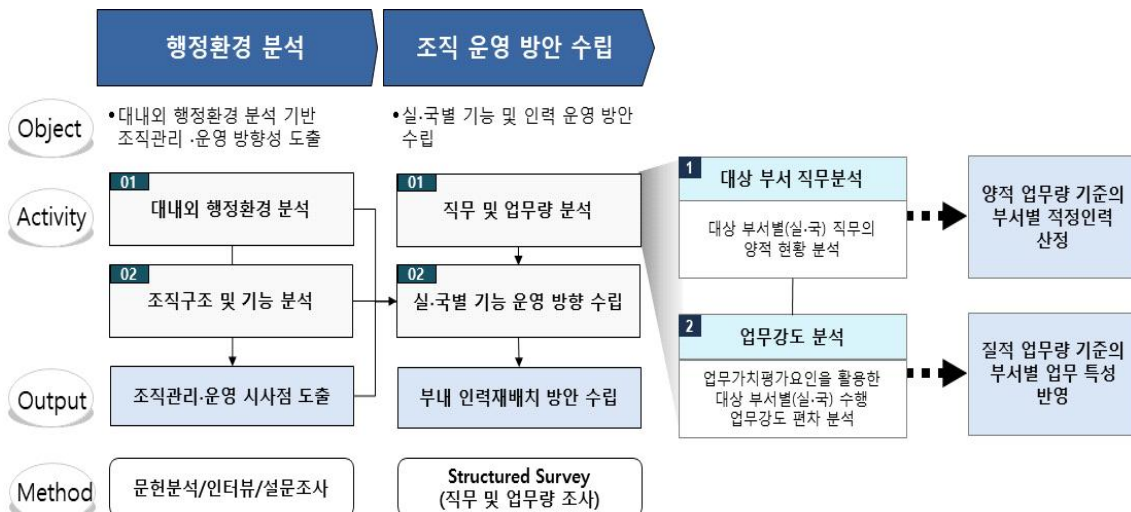 행정환경 분석
조직 운영 방안 수립
Object
•대내외 행정환경 분석 기반
조직관리 ·운영 방향성 도출
•실·국별 기능 및 인력 운영 방안
수립
Activity
01
대내외 행정환경 분석
02
조직구조 및 기능 분석
01
직무 및 업무량 분석
02
실·국별 기능 운영 방향 수립
1
대상 부서 직무분석
대상 부서별(실·국) 직무의
양적 현황 분석
양적 업무량 기준의
부서별 적정인력
산정
2
업무강도 분석
업무가치평가요인을 활용한
대상 부서별(실·국) 수행
업무강도 편차 분석
질적 업무량 기준의
부서별 업무 특성
반영
Output
조직관리·운영 시사점 도출
부내 인력재배치 방안 수립
Method
문헌분석/인터뷰/설문조사
Structured Survey
(직무 및 업무량 조사)